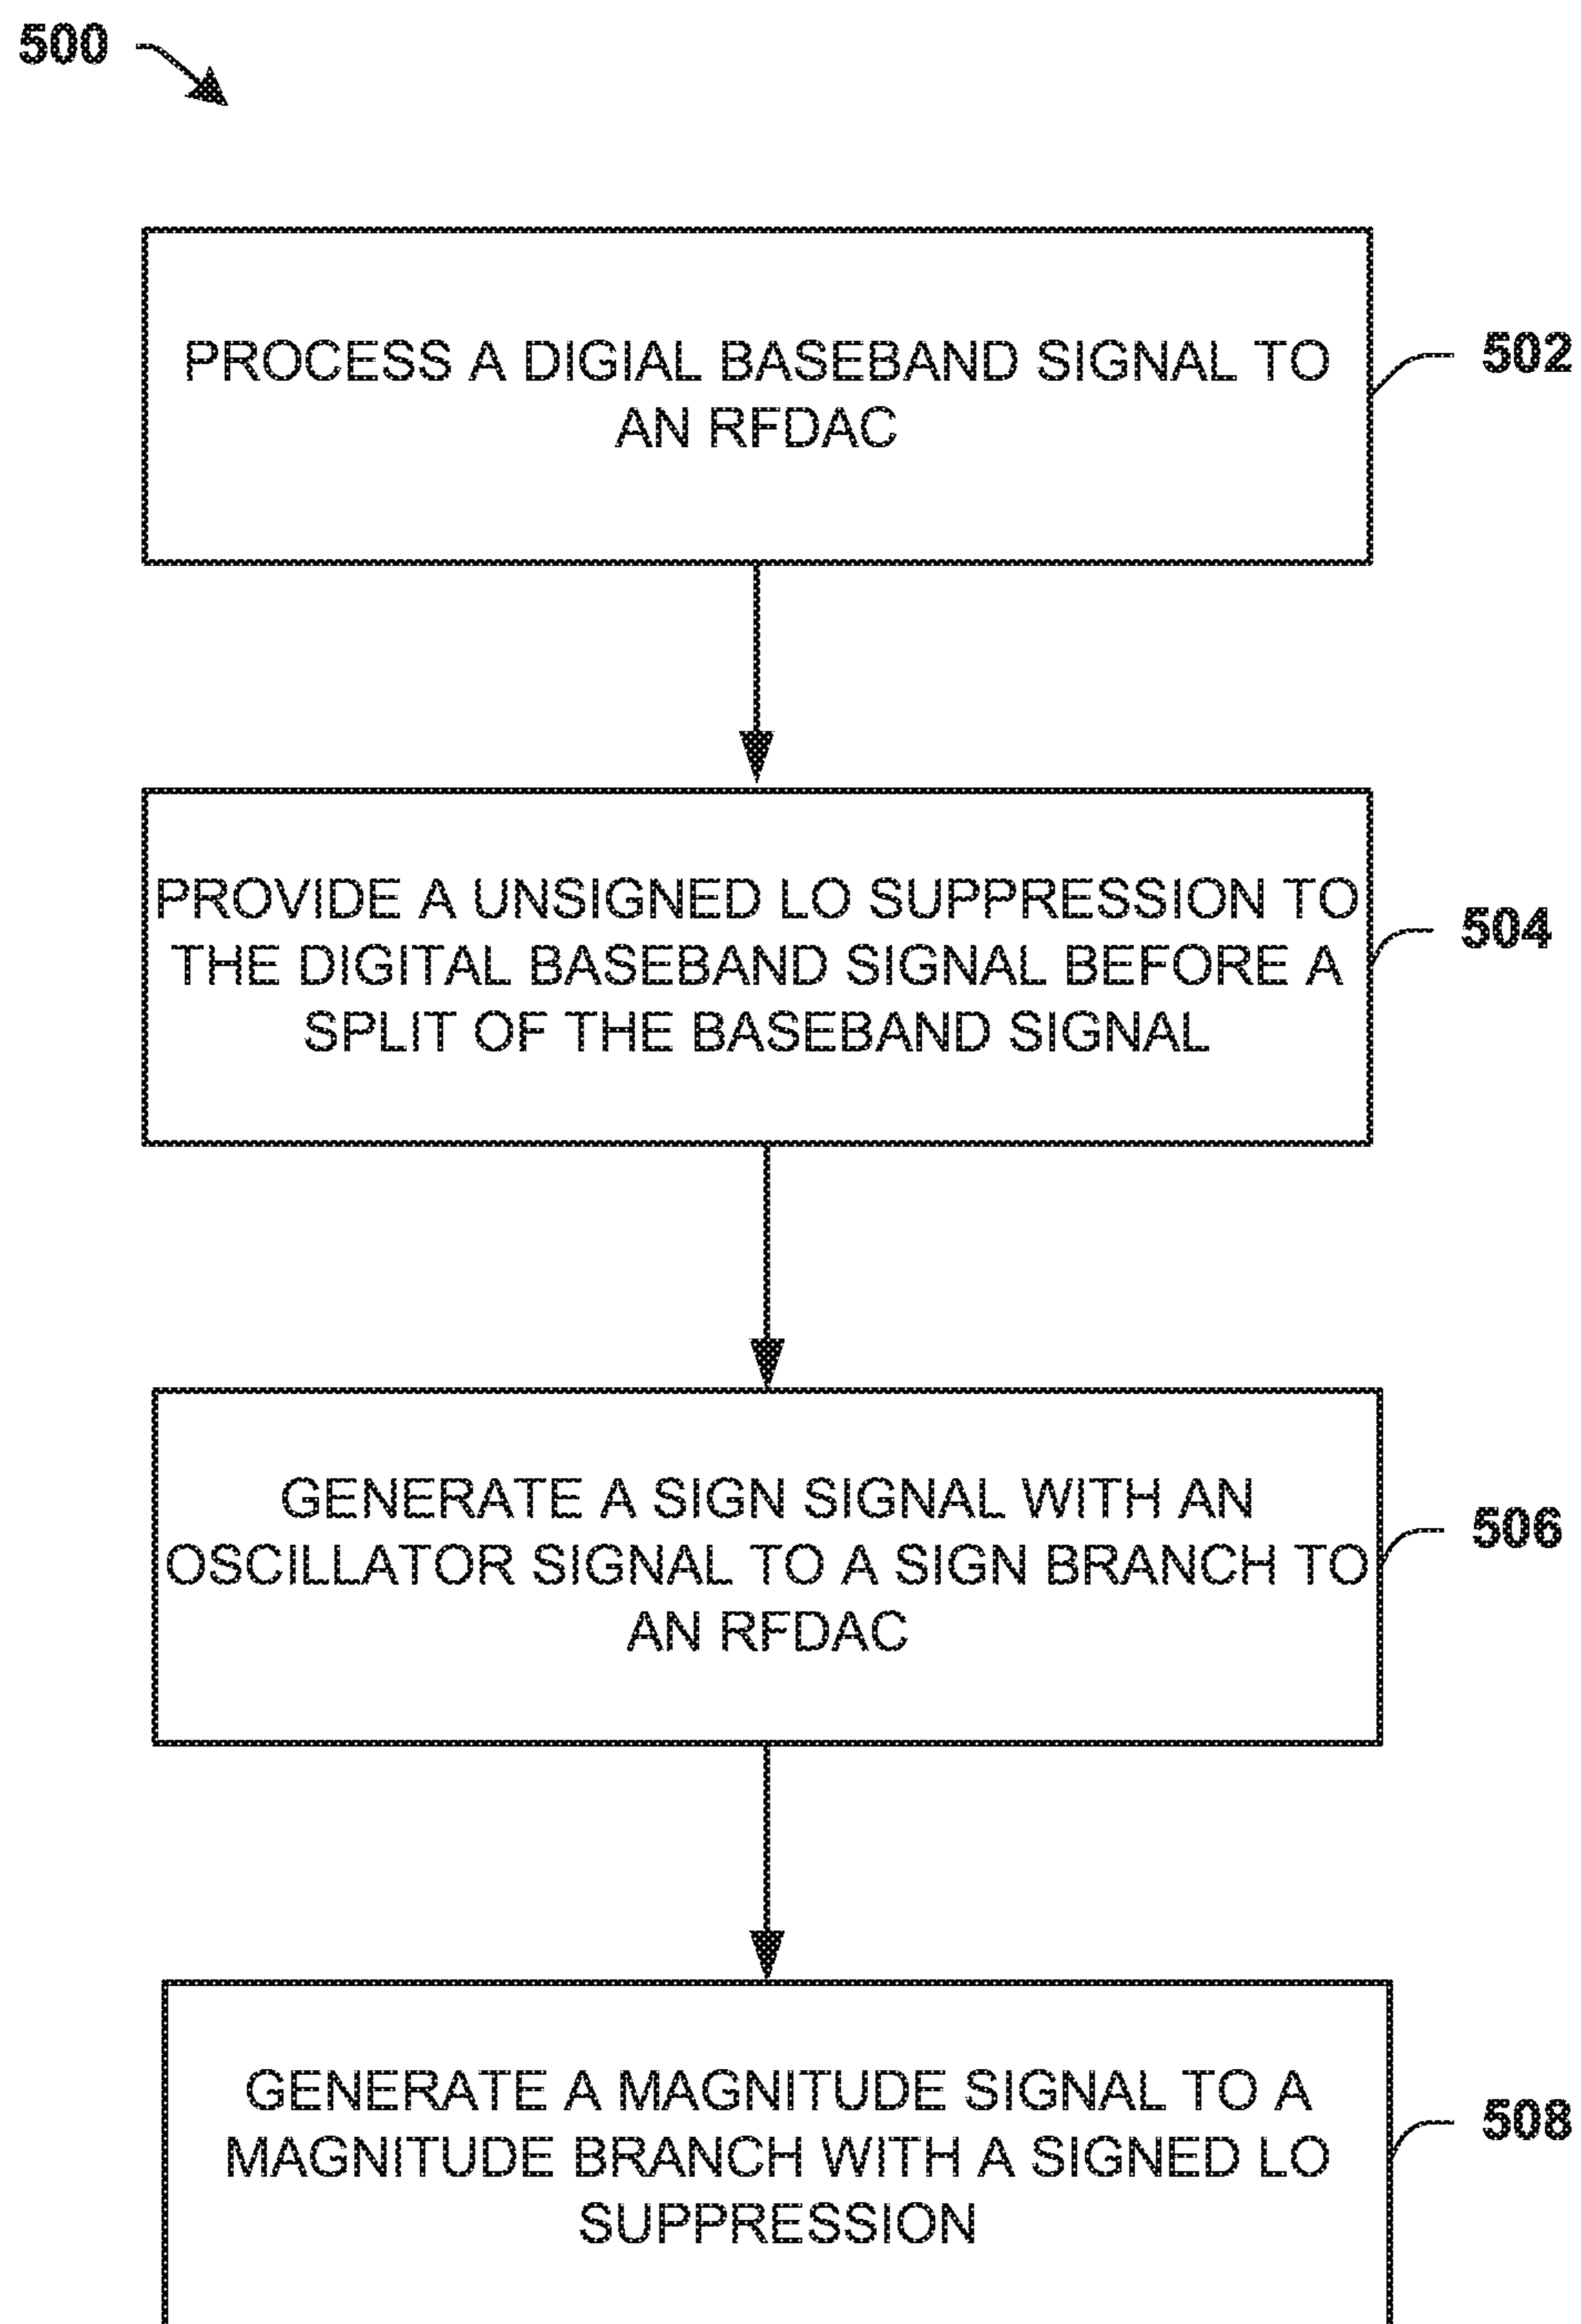 500
PROCESS A DIGIAL BASEBAND SIGNAL TO
AN RFDAC
502
PROVIDE A UNSIGNED LO SUPPRESSION TO
THE DIGITAL BASEBAND SIGNAL BEFORE A
SPLIT OF THE BASEBAND SIGNAL
504
GENERATE A SIGN SIGNAL WITH AN
OSCILLATOR SIGNAL TO A SIGN BRANCH TO
AN RFDAC
506
GENERATE A MAGNITUDE SIGNAL TO A
MAGNITUDE BRANCH WITH A SIGNED LO
SUPPRESSION
508